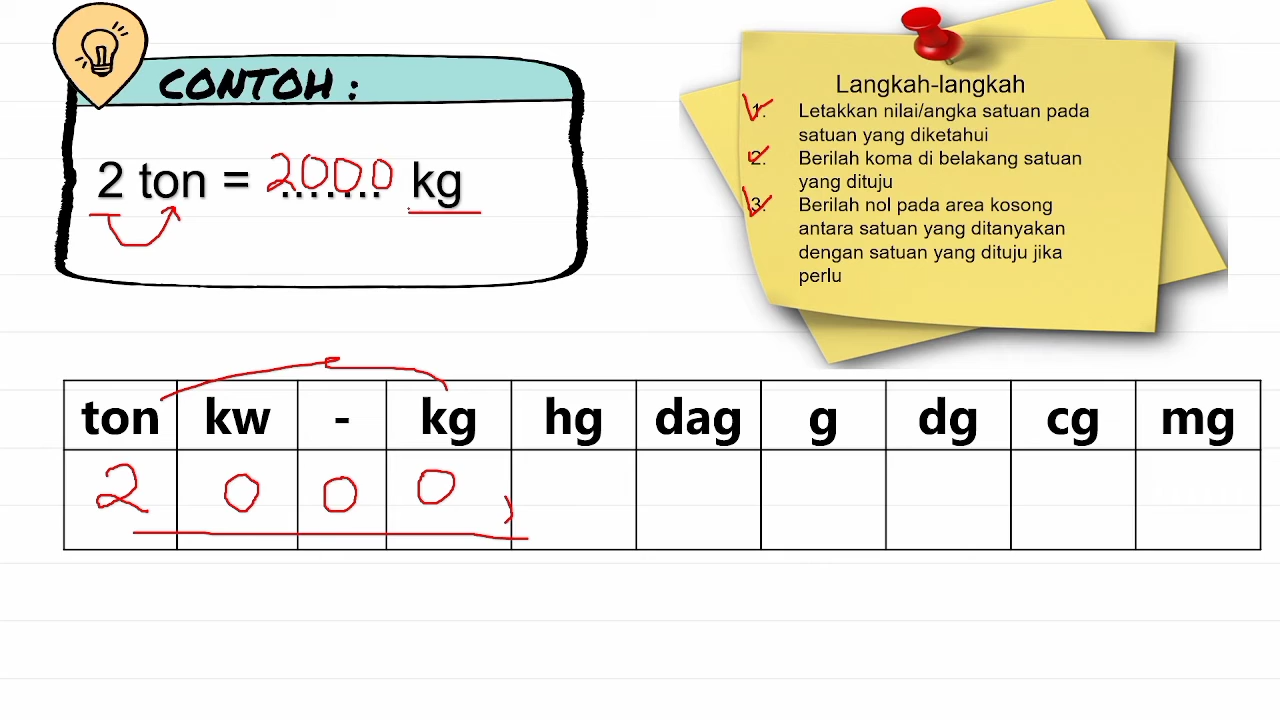 CONTOH :
2 ton = 2000 kg
Langkah-langkah
1. Letakkan nilai/angka satuan pada
satuan yang diketahui
2. Berilah koma di belakang satuan
yang dituju
3. Berilah nol pada area kosong
antara satuan yang ditanyakan
dengan satuan yang dituju jika
perlu
ton kw - kg hg dag g dg cg mg
2 0 0 0 ,